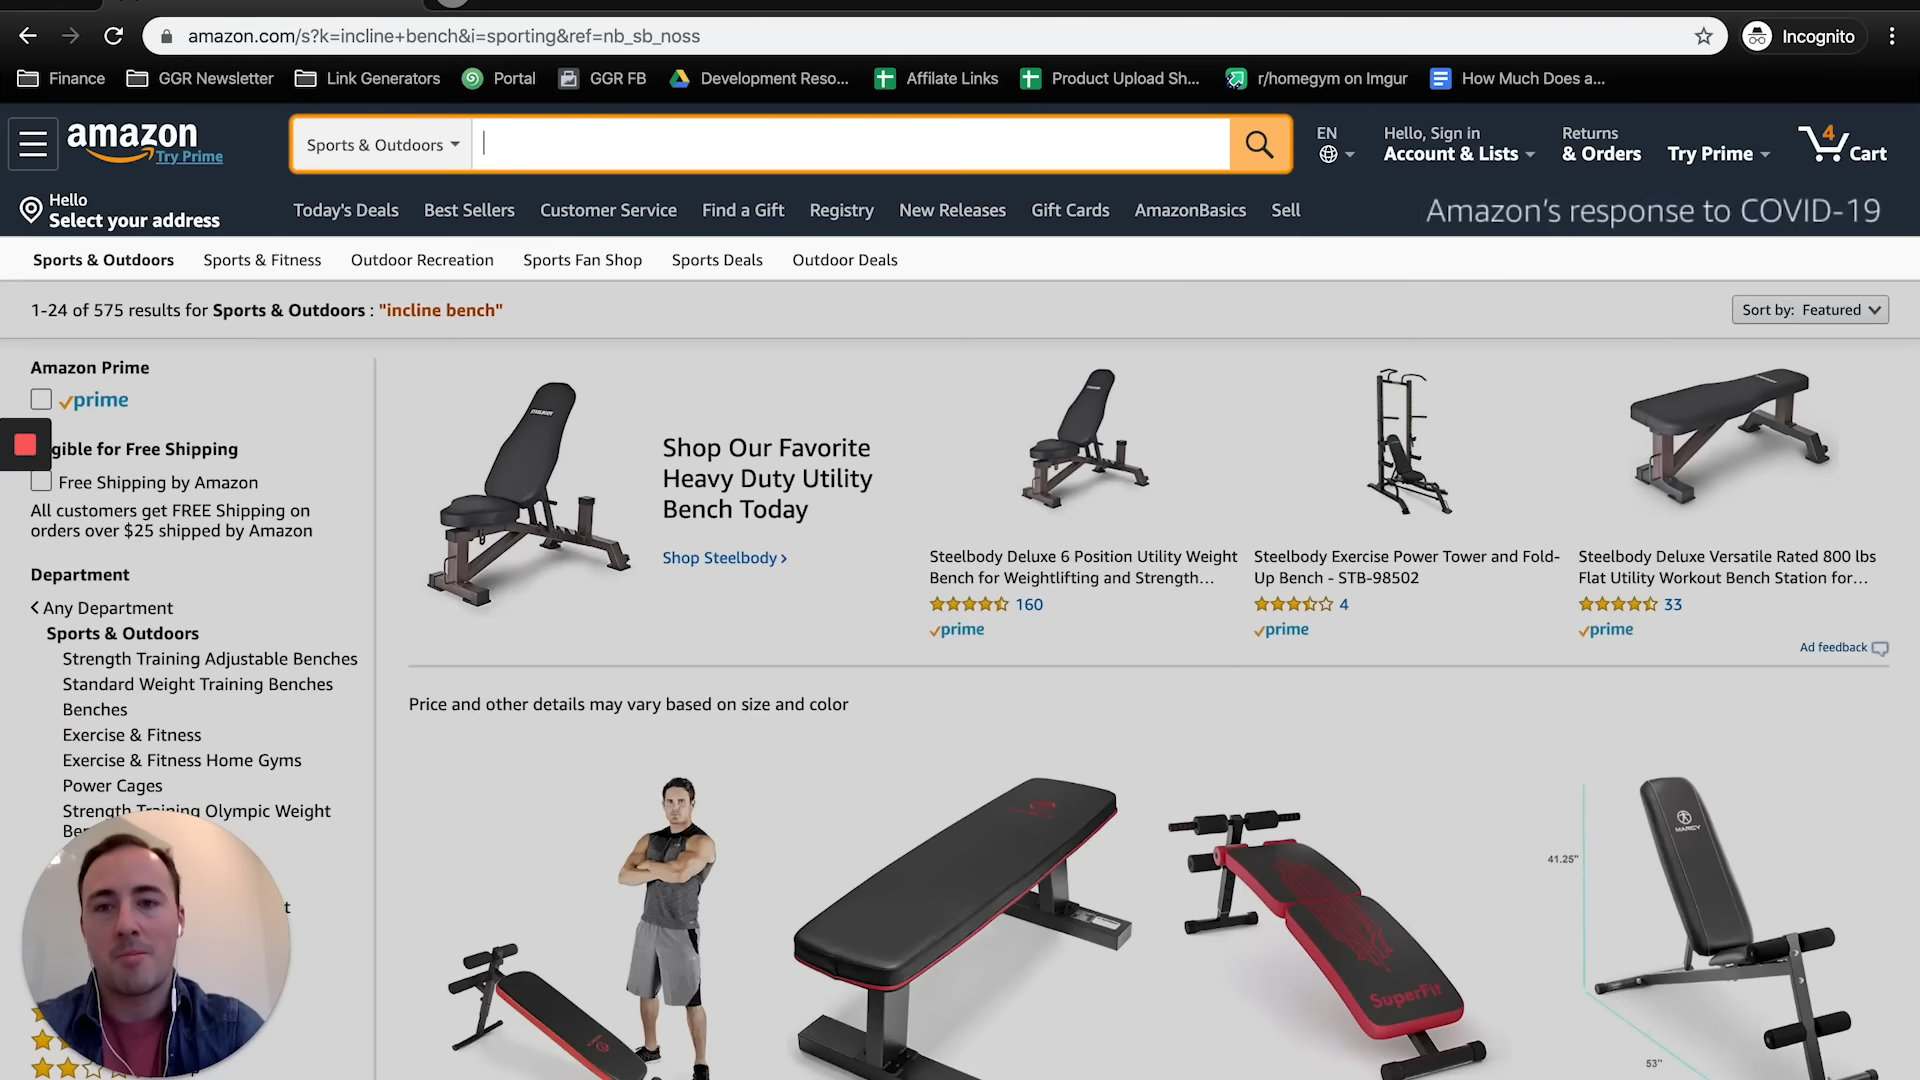 amazon.com/s?k=incline+bench&i=sporting&ref=nb_sb_noss
Incognito
Finance
GGR Newsletter
Link Generators
Portal
GGR FB
Development Reso...
Affilate Links
Product Upload Sh...
r/homegym on Imgur
How Much Does a...
amazon
Try Prime
Sports & Outdoors
EN
Hello, Sign in
Account & Lists
Returns
& Orders
Try Prime
4
Cart
Hello
Select your address
Today's Deals
Best Sellers
Customer Service
Find a Gift
Registry
New Releases
Gift Cards
AmazonBasics
Sell
Amazon's response to COVID-19
Sports & Outdoors
Sports & Fitness
Outdoor Recreation
Sports Fan Shop
Sports Deals
Outdoor Deals
1-24 of 575 results for Sports & Outdoors : "incline bench"
Sort by: Featured
Amazon Prime
prime
gible for Free Shipping
Free Shipping by Amazon
All customers get FREE Shipping on
orders over $25 shipped by Amazon
Department
Any Department
Sports & Outdoors
Strength Training Adjustable Benches
Standard Weight Training Benches
Benches
Exercise & Fitness
Exercise & Fitness Home Gyms
Power Cages
Strength Training Olympic Weight
STEELBODY
Shop Our Favorite
Heavy Duty Utility
Bench Today
Shop Steelbody ›
Steelbody Deluxe 6 Position Utility Weight
Bench for Weightlifting and Strength...
160
prime
Steelbody Exercise Power Tower and Fold-
Up Bench - STB-98502
4
prime
Steelbody Deluxe Versatile Rated 800 lbs
Flat Utility Workout Bench Station for...
33
prime
Ad feedback
Price and other details may vary based on size and color
SuperFit
MARCY
41.25"
53"